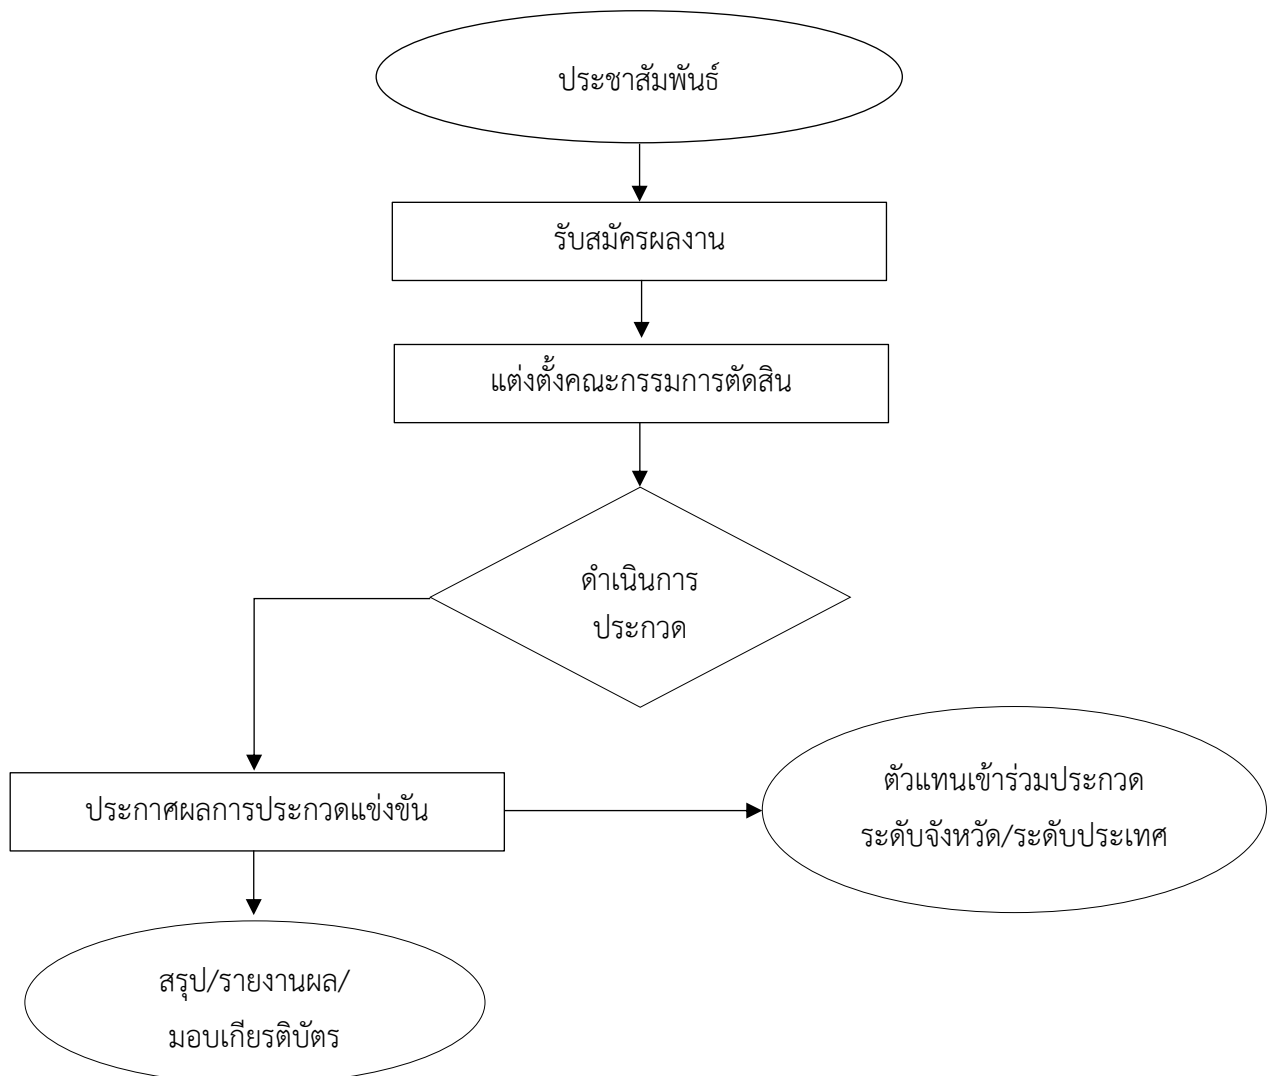 ประชาสัมพันธ์
รับสมัครผลงาน
แต่งตั้งคณะกรรมการตัดสิน
ดำเนินการ
ประกวด
ประกาศผลการประกวดแข่งขัน
ตัวแทนเข้าร่วมประกวด
ระดับจังหวัด/ระดับประเทศ
สรุป/รายงานผล/
มอบเกียรติบัตร